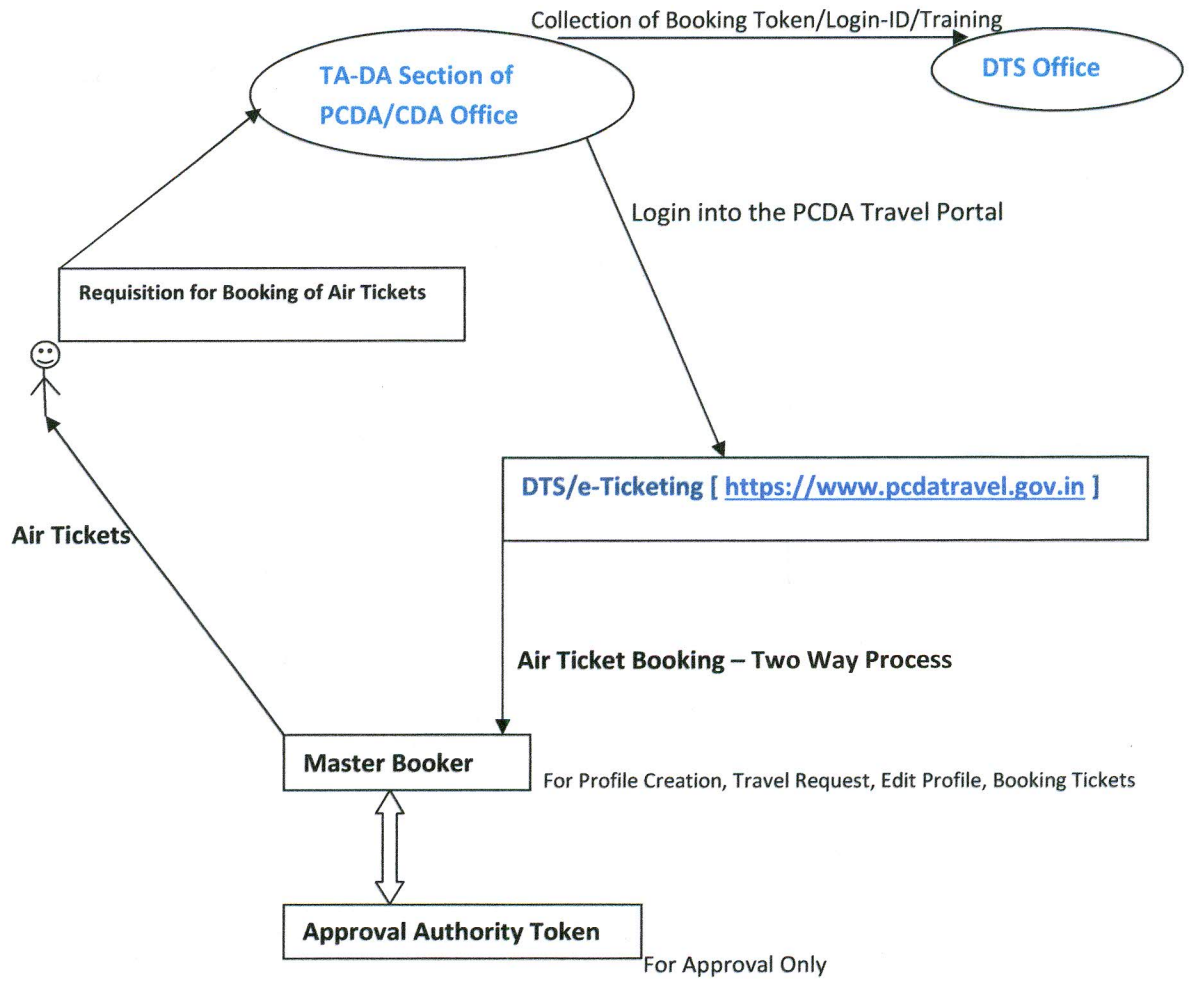 Collection of Booking Token/Login-ID/Training
TA-DA Section of
PCDA/CDA Office
DTS Office
Login into the PCDA Travel Portal
Requisition for Booking of Air Tickets
DTS/e-Ticketing [ https://www.pcdatravel.gov.in ]
Air Tickets
Air Ticket Booking – Two Way Process
Master Booker
For Profile Creation, Travel Request, Edit Profile, Booking Tickets
Approval Authority Token
For Approval Only